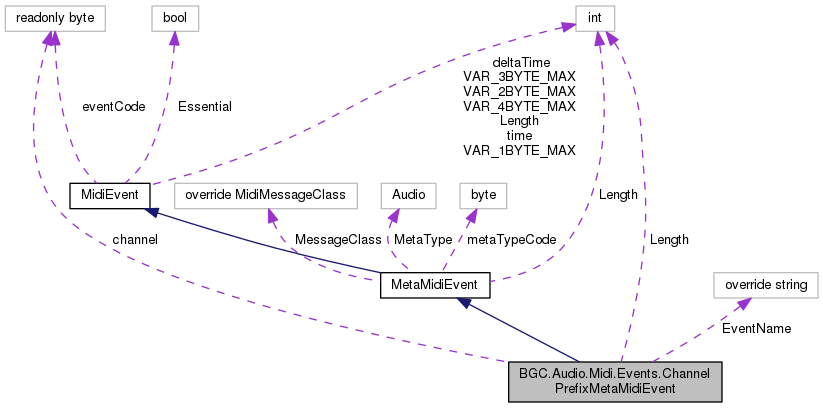 readonly byte
bool
int
deltaTime
VAR_3BYTE_MAX
VAR_2BYTE_MAX
VAR_4BYTE_MAX
Length
time
VAR_1BYTE_MAX
eventCode
Essential
MidiEvent
override MidiMessageClass
Audio
byte
Length
channel
MessageClass
MetaType
metaTypeCode
Length
MetaMidiEvent
override string
EventName
BGC.Audio.Midi.Events.Channel
PrefixMetaMidiEvent